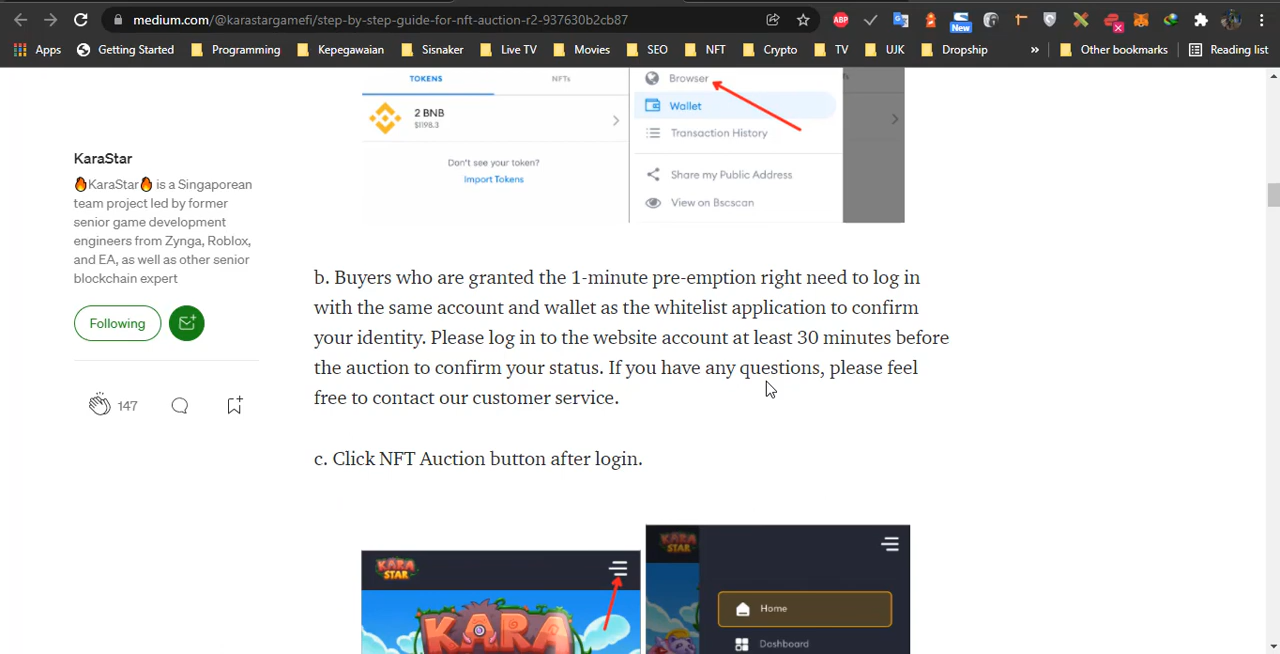 medium.com/@karastargamefi/step-by-step-guide-for-nft-auction-r2-937630b2cb87
ABP
New
Apps Getting Started Programming Kepegawaian Sisnaker Live TV Movies SEO NFT Crypto TV UJK Dropship » Other bookmarks Reading list
TOKENS NFTs
Browser
2 BNB
$1198.3
Wallet
Transaction History
Don't see your token?
Import Tokens
Share my Public Address
View on Bscscan
KaraStar
🔥KaraStar🔥 is a Singaporean
team project led by former
senior game development
engineers from Zynga, Roblox,
and EA, as well as other senior
blockchain expert
Following
147
b. Buyers who are granted the 1-minute pre-emption right need to log in
with the same account and wallet as the whitelist application to confirm
your identity. Please log in to the website account at least 30 minutes before
the auction to confirm your status. If you have any questions, please feel
free to contact our customer service.
c. Click NFT Auction button after login.
KARA
STAR
KARA
KARA
STAR
Home
Dashboard